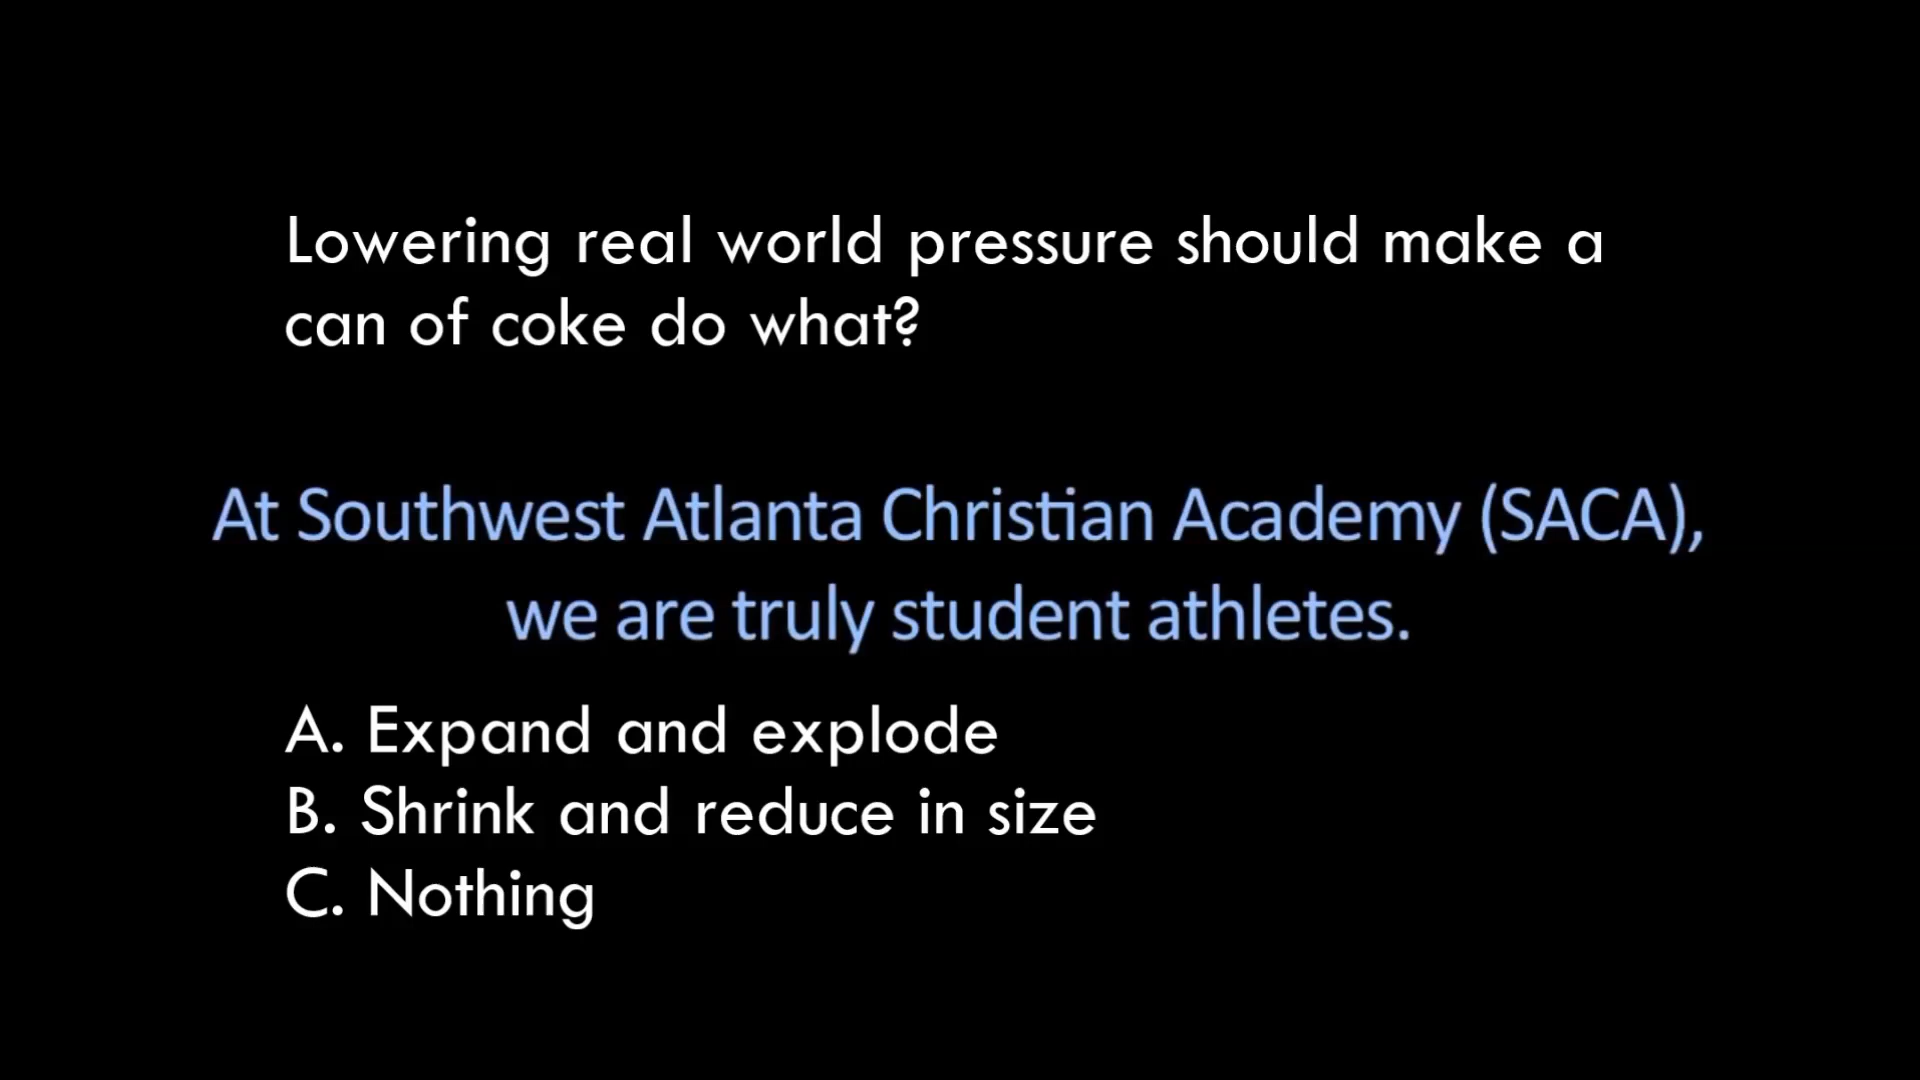 Lowering real world pressure should make a
can of coke do what?
At Southwest Atlanta Christian Academy (SACA),
we are truly student athletes.
A. Expand and explode
B. Shrink and reduce in size
C. Nothing